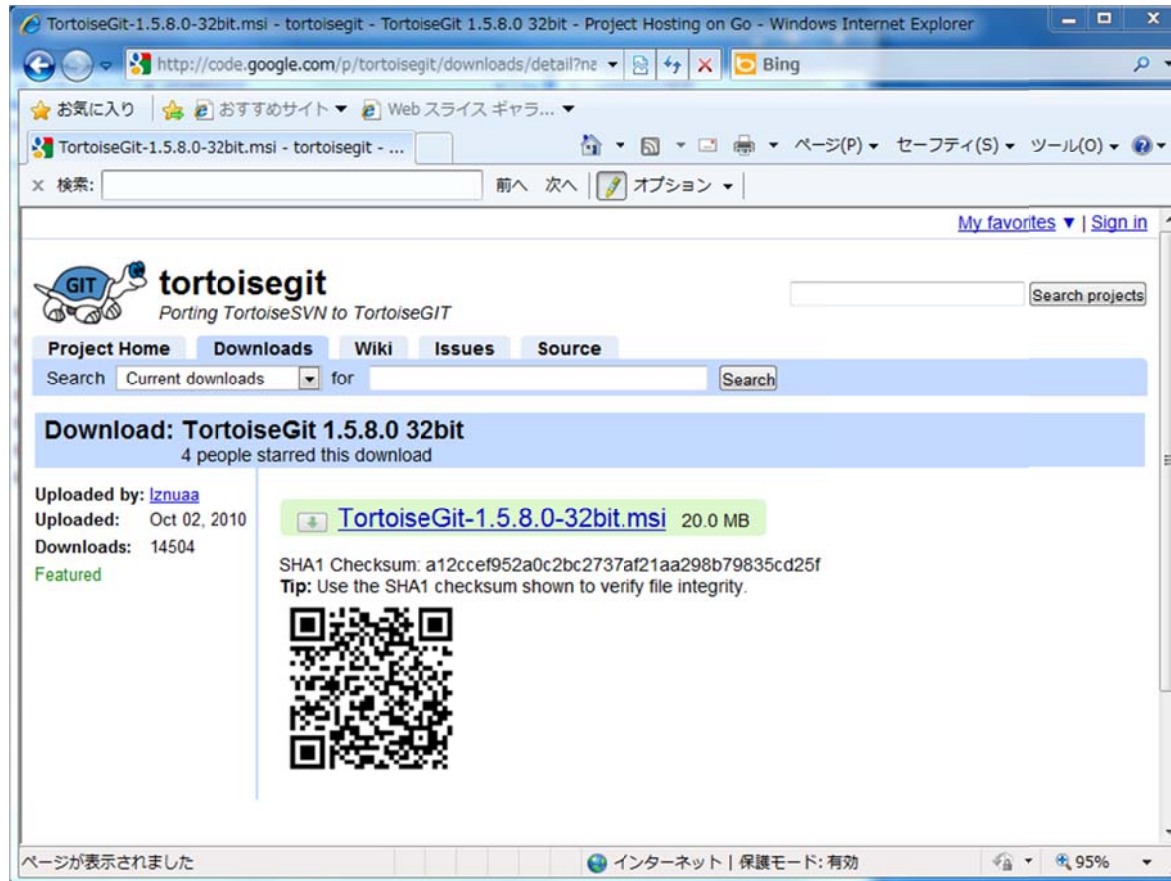 TortoiseGit-1.5.8.0-32bit.msi - tortoisegit - TortoiseGit 1.5.8.0 32bit - Project Hosting on Go - Windows Internet Explorer
http://code.google.com/p/tortoisegit/downloads/detail?na
Bing
お気に入り おすすめサイト ▼ Web スライス ギャラ... ▼
TortoiseGit-1.5.8.0-32bit.msi - tortoisegit - ...
ページ(P) ▼ セーフティ(S) ▼ ツール(O) ▼
× 検索: 前へ 次へ オプション ▼
My favorites ▼ | Sign in
GIT
tortoisegit
Porting TortoiseSVN to TortoiseGIT
Search projects
Project Home Downloads Wiki Issues Source
Search Current downloads for Search
Download: TortoiseGit 1.5.8.0 32bit
4 people starred this download
Uploaded by: lznuaa
Uploaded: Oct 02, 2010
Downloads: 14504
Featured
TortoiseGit-1.5.8.0-32bit.msi 20.0 MB
SHA1 Checksum: a12ccef952a0c2bc2737af21aa298b79835cd25f
Tip: Use the SHA1 checksum shown to verify file integrity.
ページが表示されました
インターネット | 保護モード: 有効
95%